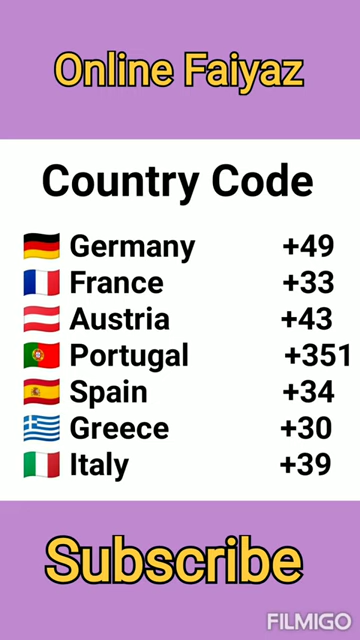 Online Faiyaz
Country Code
Germany +49
France +33
Austria +43
Portugal +351
Spain +34
Greece +30
Italy +39
Subscribe
FILMIGO